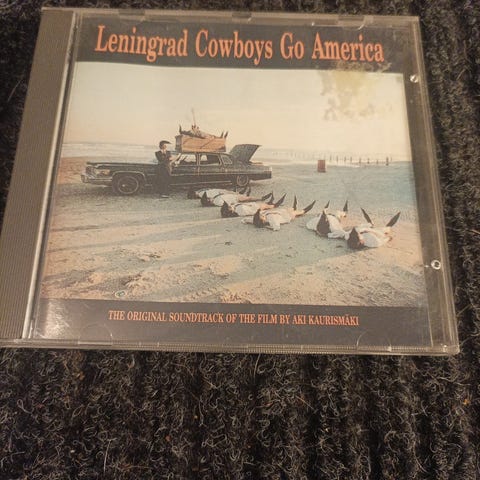 Leningrad Cowboys Go America
THE ORIGINAL SOUNDTRACK OF THE FILM BY AKI KAURISMÄKI